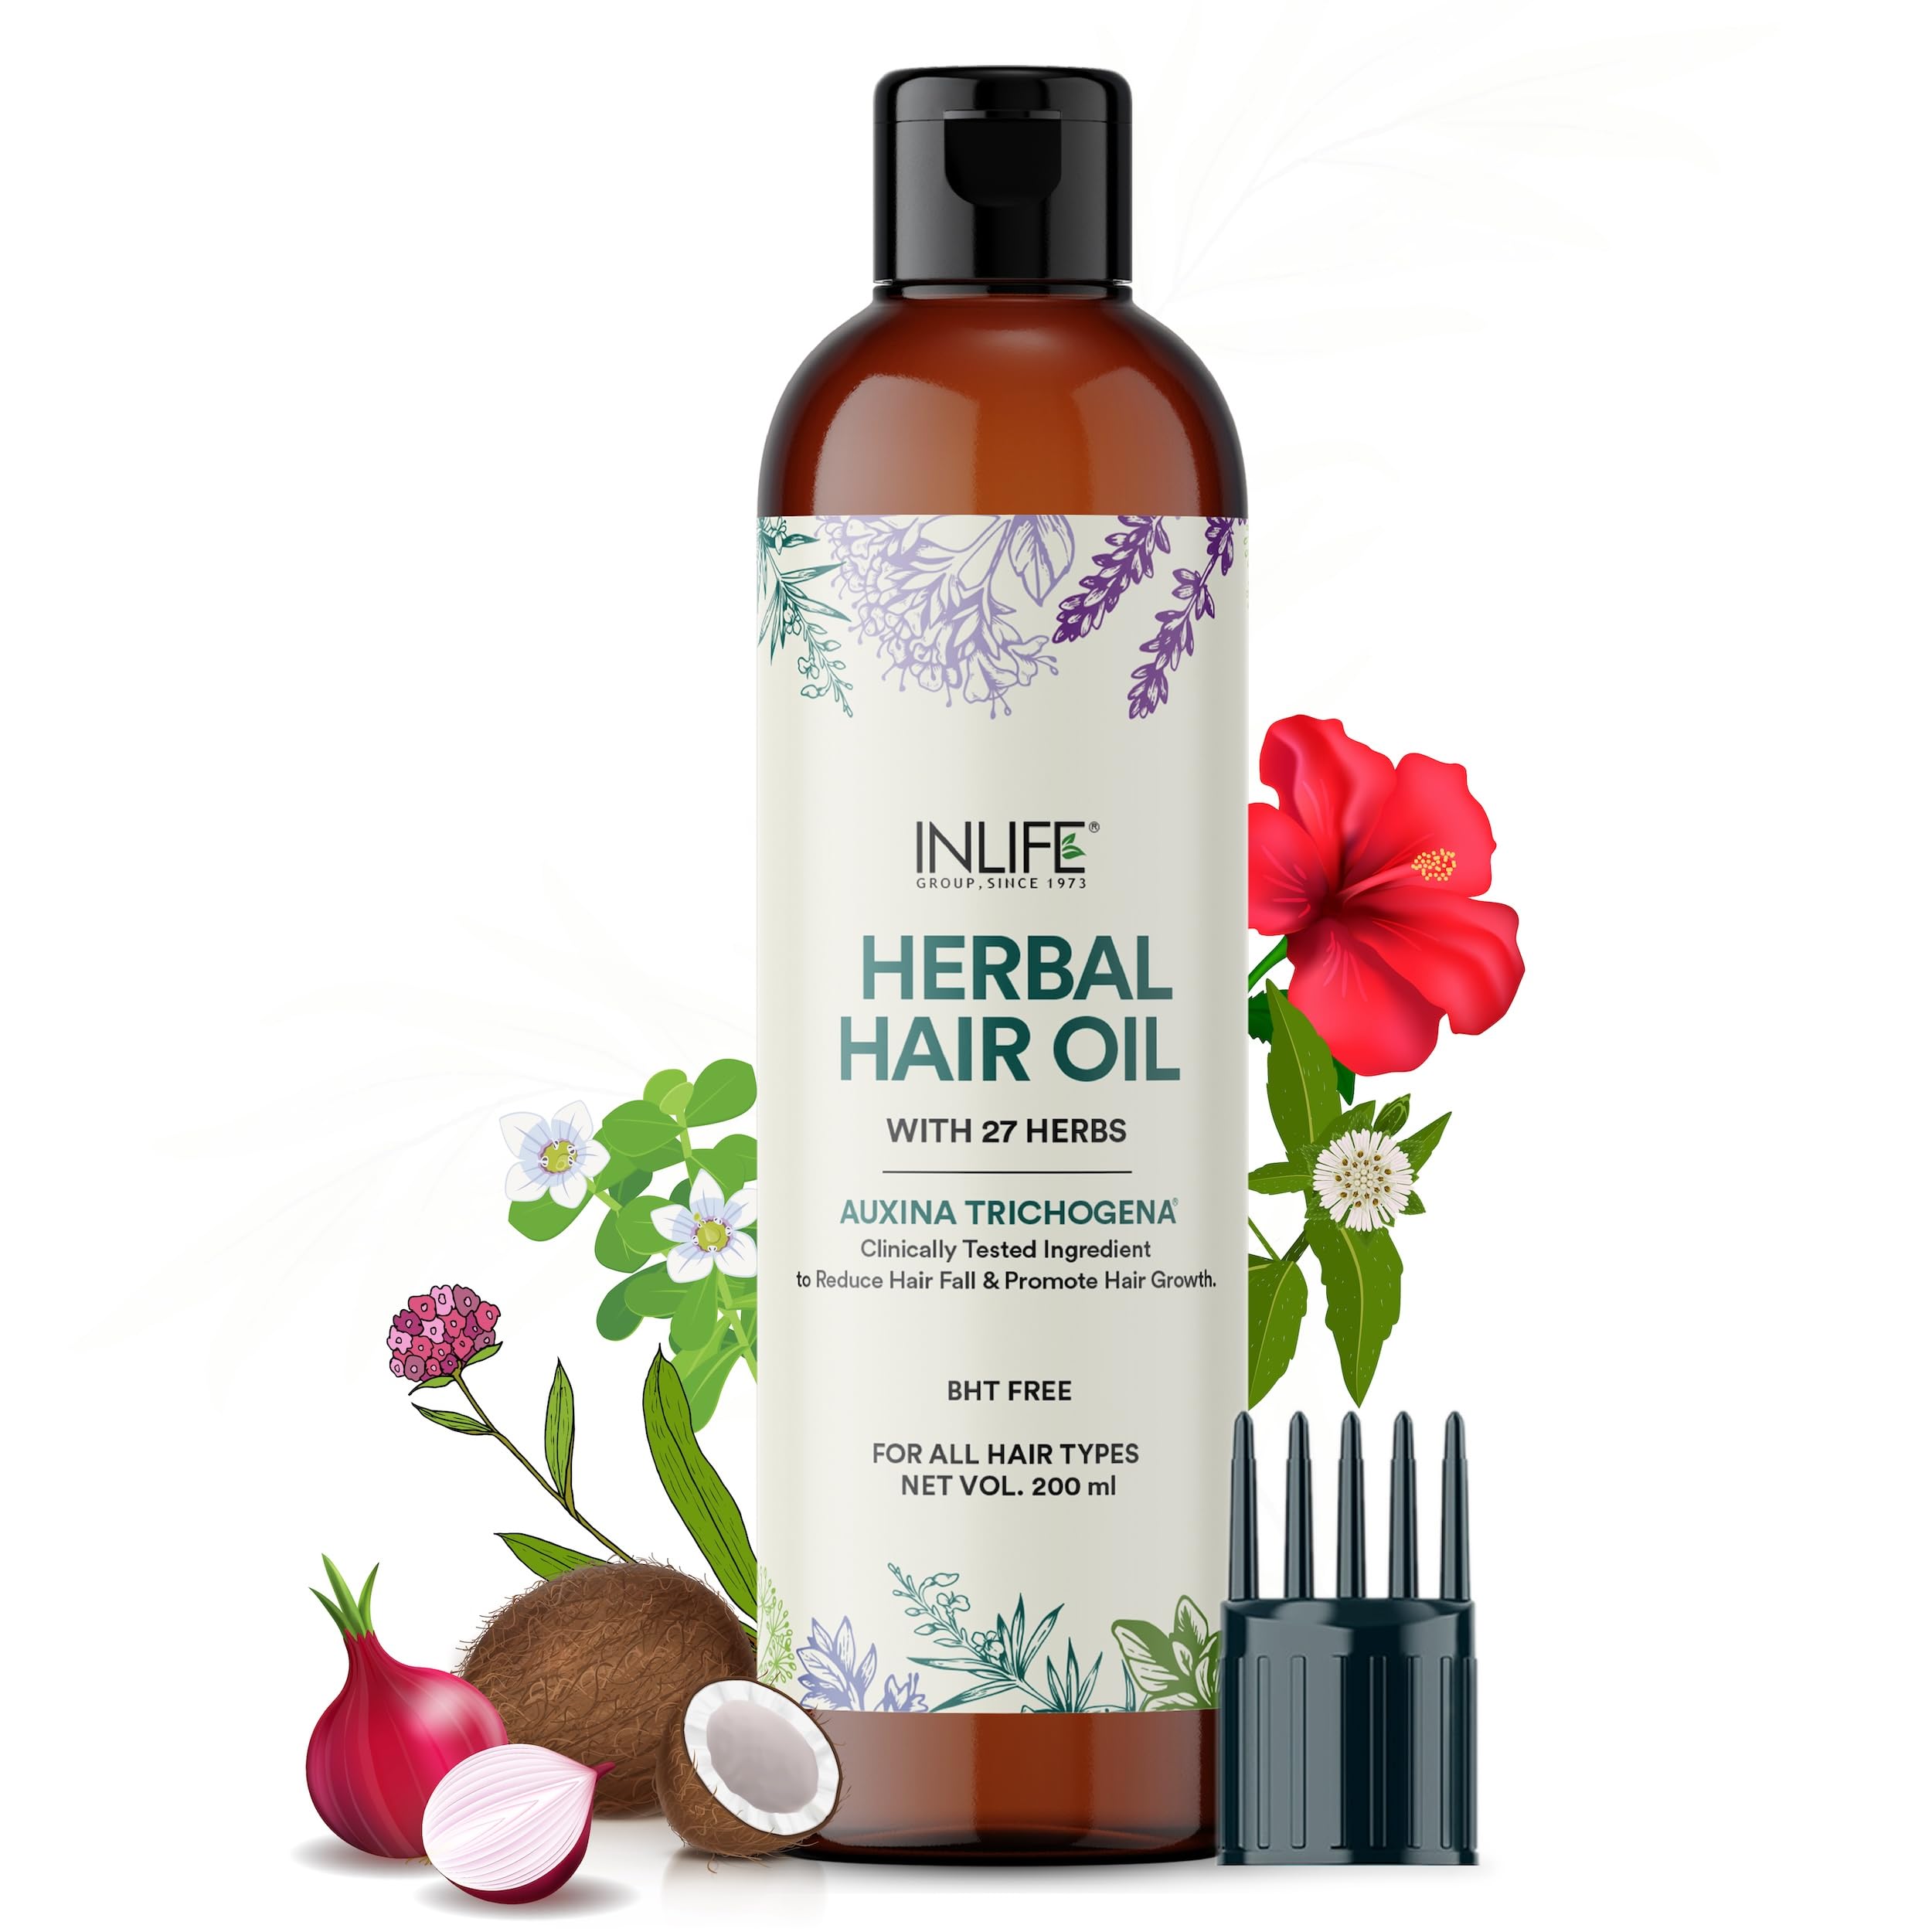 INLIFE®
GROUP, SINCE 1973
HERBAL
HAIR OIL
WITH 27 HERBS
AUXINA TRICHOGENA®
Clinically Tested Ingredient
to Reduce Hair Fall & Promote Hair Growth.
BHT FREE
FOR ALL HAIR TYPES
NET VOL. 200 ml